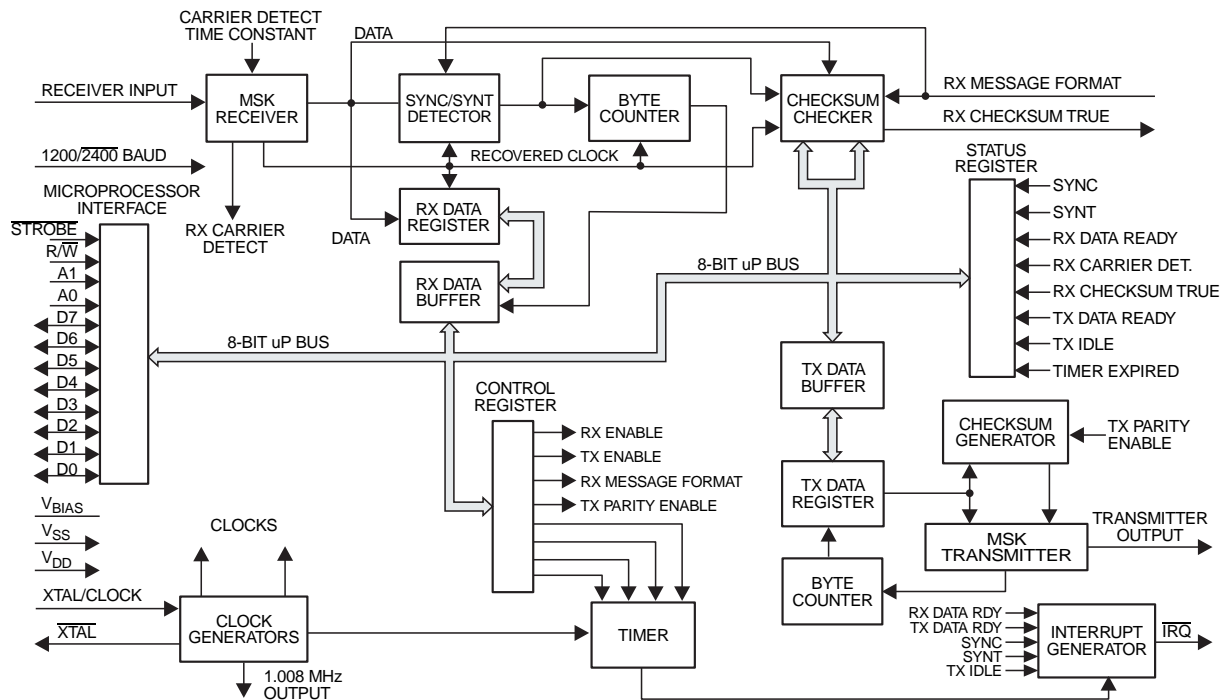 CARRIER DETECT
TIME CONSTANT
DATA
RECEIVER INPUT
MSK
RECEIVER
SYNC/SYNT
DETECTOR
BYTE
COUNTER
CHECKSUM
CHECKER
RX MESSAGE FORMAT
RX CHECKSUM TRUE
1200/2400 BAUD
RECOVERED CLOCK
STATUS
REGISTER
MICROPROCESSOR
INTERFACE
RX CARRIER
DETECT
DATA
RX DATA
REGISTER
SYNC
SYNT
RX DATA READY
RX CARRIER DET.
RX CHECKSUM TRUE
TX DATA READY
TX IDLE
TIMER EXPIRED
STROBE
R/W
A1
A0
D7
D6
D5
D4
D3
D2
D1
D0
RX DATA
BUFFER
8-BIT uP BUS
8-BIT uP BUS
TX DATA
BUFFER
CONTROL
REGISTER
RX ENABLE
TX ENABLE
RX MESSAGE FORMAT
TX PARITY ENABLE
CHECKSUM
GENERATOR
TX PARITY
ENABLE
TX DATA
REGISTER
MSK
TRANSMITTER
TRANSMITTER
OUTPUT
BYTE
COUNTER
VBIAS
VSS
VDD
CLOCKS
XTAL/CLOCK
XTAL
CLOCK
GENERATORS
1.008 MHz
OUTPUT
TIMER
RX DATA RDY
TX DATA RDY
SYNC
SYNT
TX IDLE
INTERRUPT
GENERATOR
IRQ